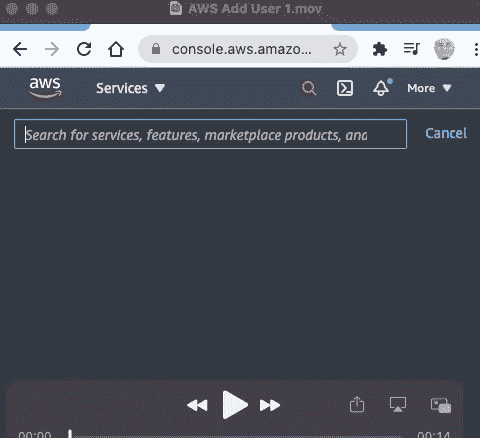 AWS Add User 1.mov
console.aws.amazo...
aws
Services
More
Search for services, features, marketplace products, and
Cancel
00:00
00:14